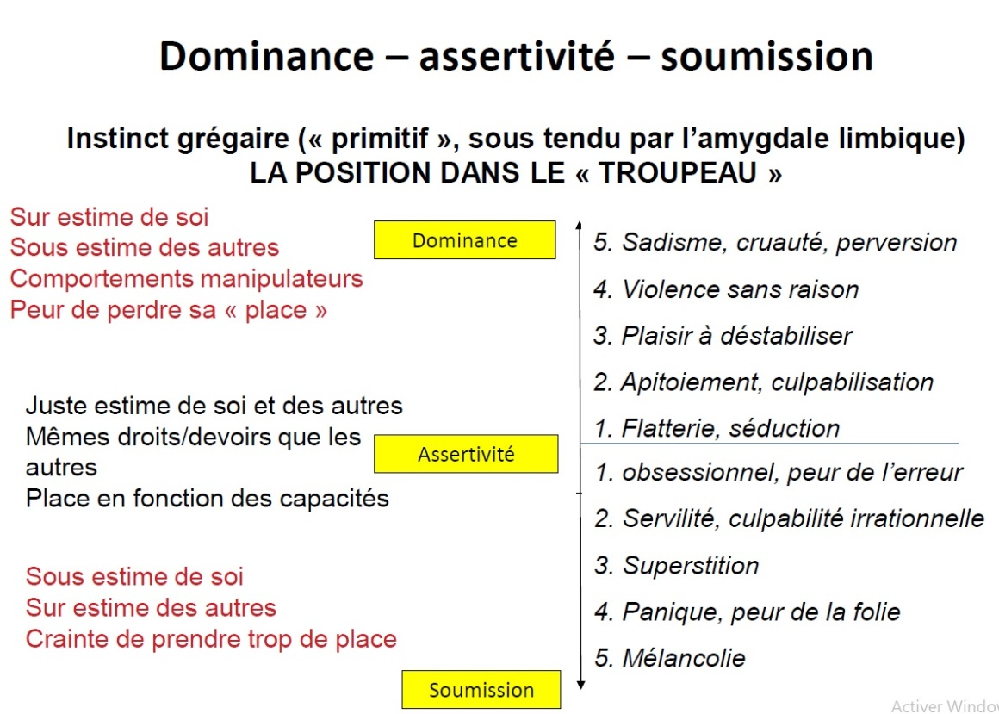 Dominance – assertivité – soumission
Instinct grégaire (« primitif », sous tendu par l’amygdale limbique)
LA POSITION DANS LE « TROUPEAU »
Sur estime de soi
Sous estime des autres
Comportements manipulateurs
Peur de perdre sa « place »
Dominance
5. Sadisme, cruauté, perversion
4. Violence sans raison
3. Plaisir à déstabiliser
2. Apitoiement, culpabilisation
1. Flatterie, séduction
Juste estime de soi et des autres
Mêmes droits/devoirs que les
autres
Place en fonction des capacités
Assertivité
1. obsessionnel, peur de l’erreur
2. Servilité, culpabilité irrationnelle
3. Superstition
4. Panique, peur de la folie
5. Mélancolie
Sous estime de soi
Sur estime des autres
Crainte de prendre trop de place
Soumission
Activer